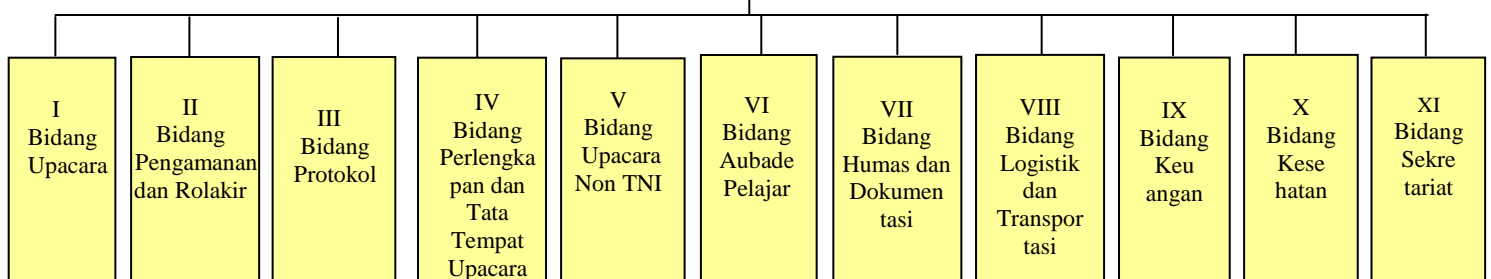 I
Bidang
Upacara
II
Bidang
Pengamanan
dan Rolakir
III
Bidang
Protokol
IV
Bidang
Perlengka
pan dan
Tata
Tempat
Upacara
V
Bidang
Upacara
Non TNI
VI
Bidang
Aubade
Pelajar
VII
Bidang
Humas dan
Dokumen
tasi
VIII
Bidang
Logistik
dan
Transpor
tasi
IX
Bidang
Keu
angan
X
Bidang
Kese
hatan
XI
Bidang
Sekre
tariat